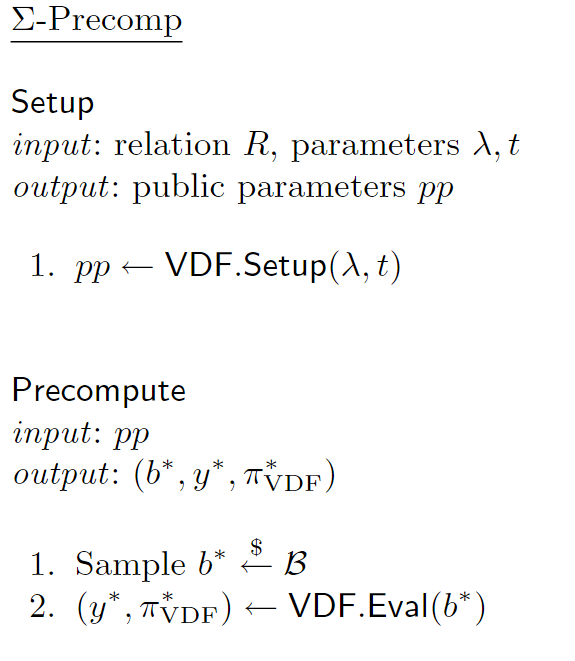 Σ-Precomp
Setup
input: relation R, parameters λ, t
output: public parameters pp
1. pp ← VDF.Setup(λ, t)
Precompute
input: pp
output: (b*, y*, π*_VDF)
1. Sample b* ←$ ℬ
2. (y*, π*_VDF) ← VDF.Eval(b*)